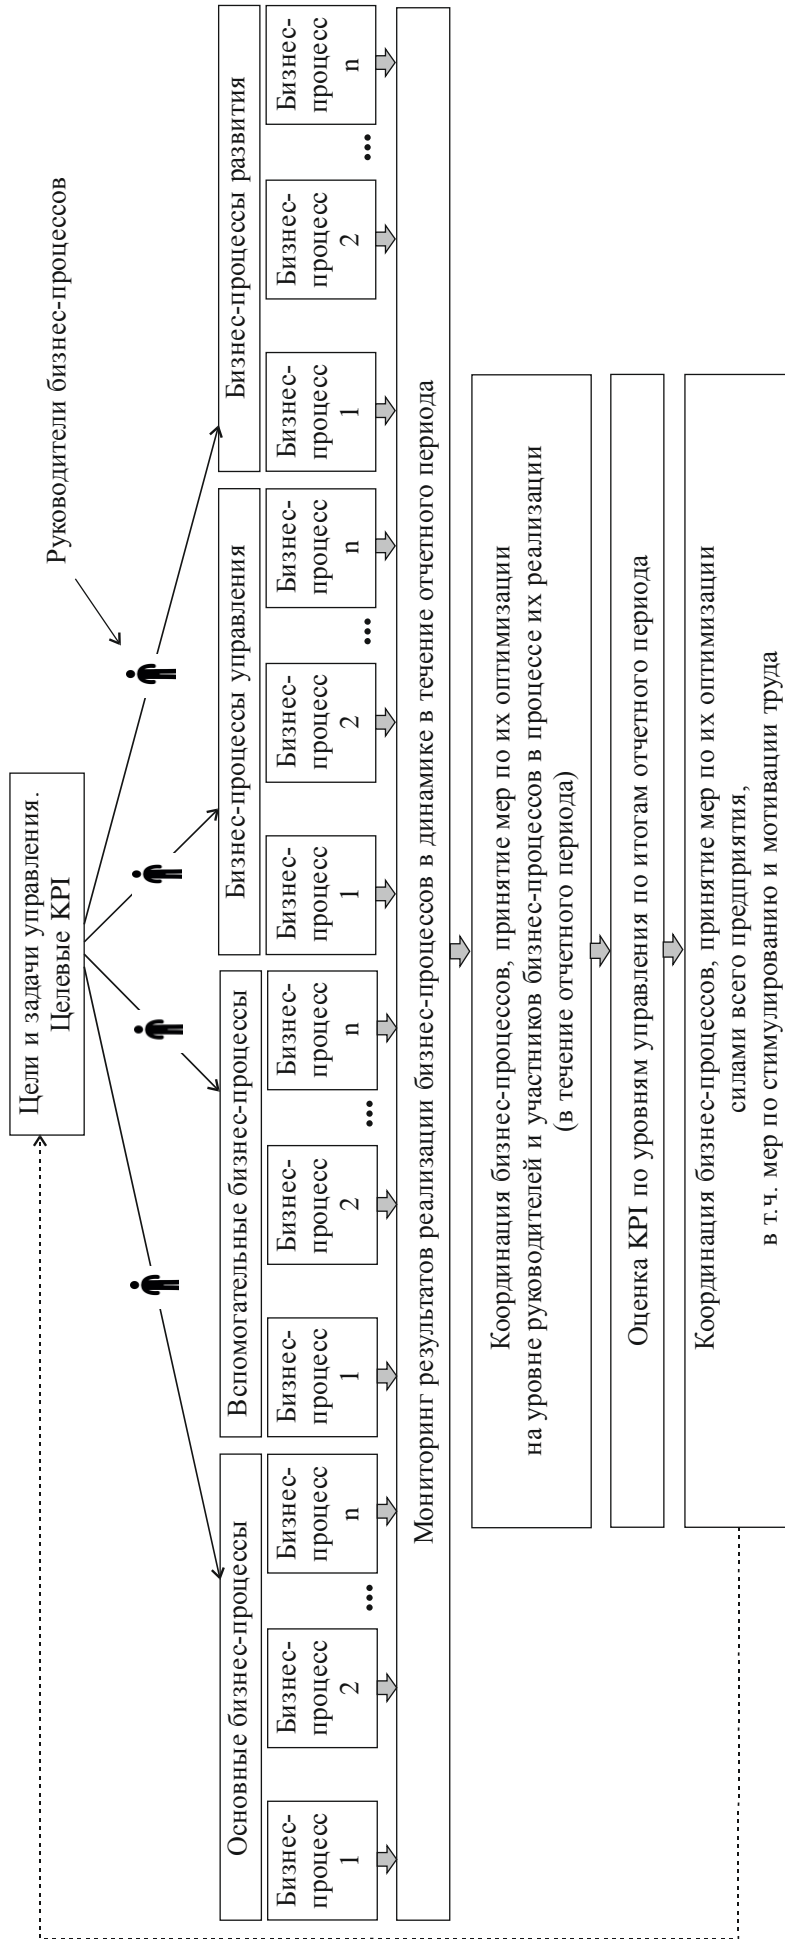 Цели и задачи управления.
Целевые KPI
Руководители бизнес-процессов
Основные бизнес-процессы
Бизнес-
процесс
1
Бизнес-
процесс
2
...
Бизнес-
процесс
n
Вспомогательные бизнес-процессы
Бизнес-
процесс
1
Бизнес-
процесс
2
...
Бизнес-
процесс
n
Бизнес-процессы управления
Бизнес-
процесс
1
Бизнес-
процесс
2
...
Бизнес-
процесс
n
Бизнес-процессы развития
Бизнес-
процесс
1
Бизнес-
процесс
2
...
Бизнес-
процесс
n
Мониторинг результатов реализации бизнес-процессов в динамике в течение отчетного периода
Координация бизнес-процессов, принятие мер по их оптимизации
на уровне руководителей и участников бизнес-процессов в процессе их реализации
(в течение отчетного периода)
Оценка KPI по уровням управления по итогам отчетного периода
Координация бизнес-процессов, принятие мер по их оптимизации
силами всего предприятия,
в т.ч. мер по стимулированию и мотивации труда